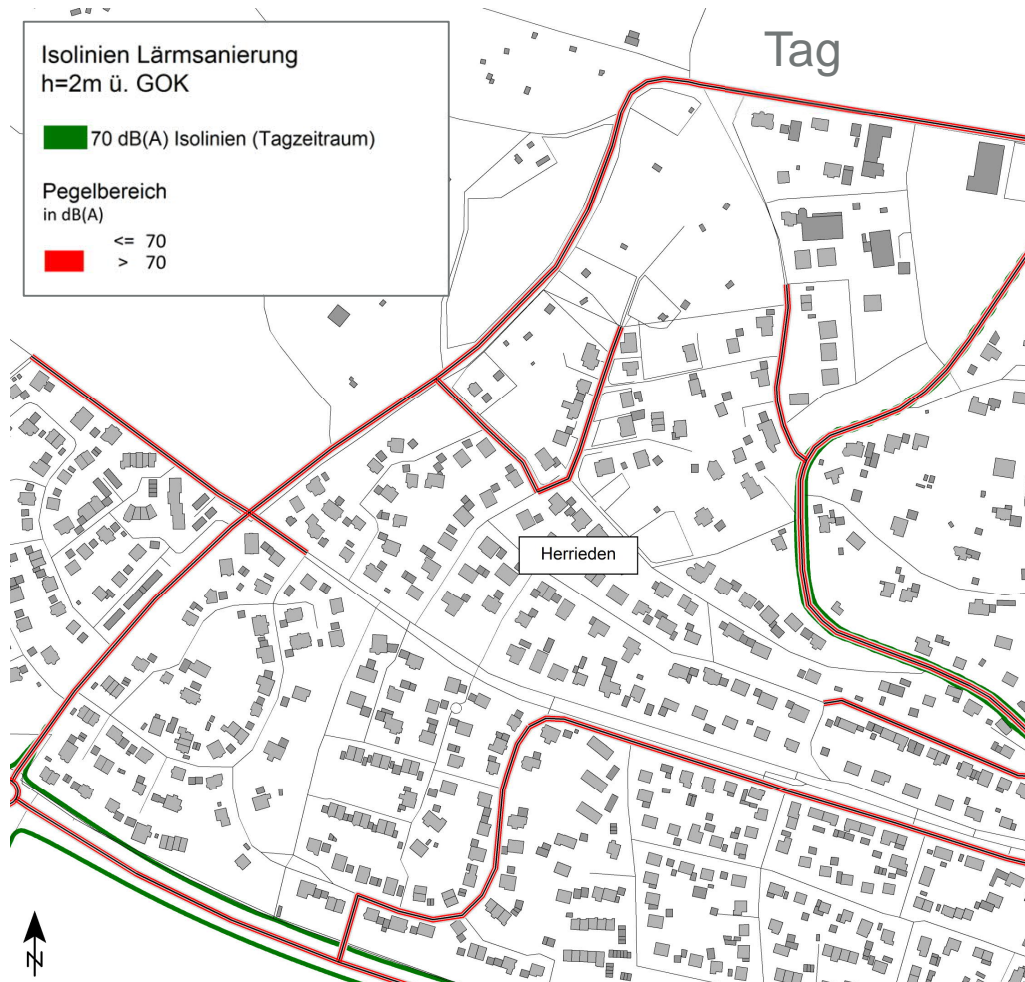 Isolinien Lärmsanierung
h=2m ü. GOK
70 dB(A) Isolinien (Tagzeitraum)
Pegelbereich
in dB(A)
<= 70
> 70
Tag
Herrieden
N